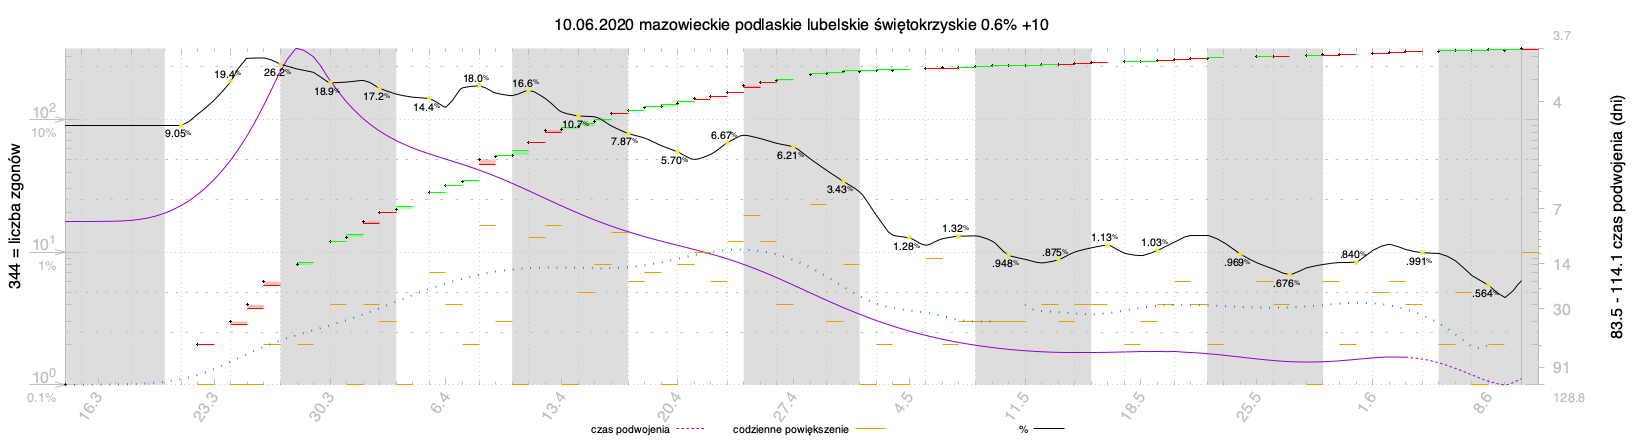 10.06.2020 mazowieckie podlaskie lubelskie świętokrzyskie 0.6% +10
344 = liczba zgonów
10² 10% 10¹ 1% 10⁰ 0.1%
9.05% 19.4% 26.2% 18.9% 17.2% 14.4% 18.0% 16.6% 10.7% 7.87% 5.70% 6.67% 6.21% 3.43% 1.28% 1.32% .948% .875% 1.13% 1.03% .969% .676% .840% .991% .564%
3.7
4
7
14
30
91
128.8
83.5 - 114.1 czas podwojenia (dni)
16.3 23.3 30.3 6.4 13.4 20.4 27.4 4.5 11.5 18.5 25.5 1.6 8.6
czas podwojenia codzienne powiększenie %